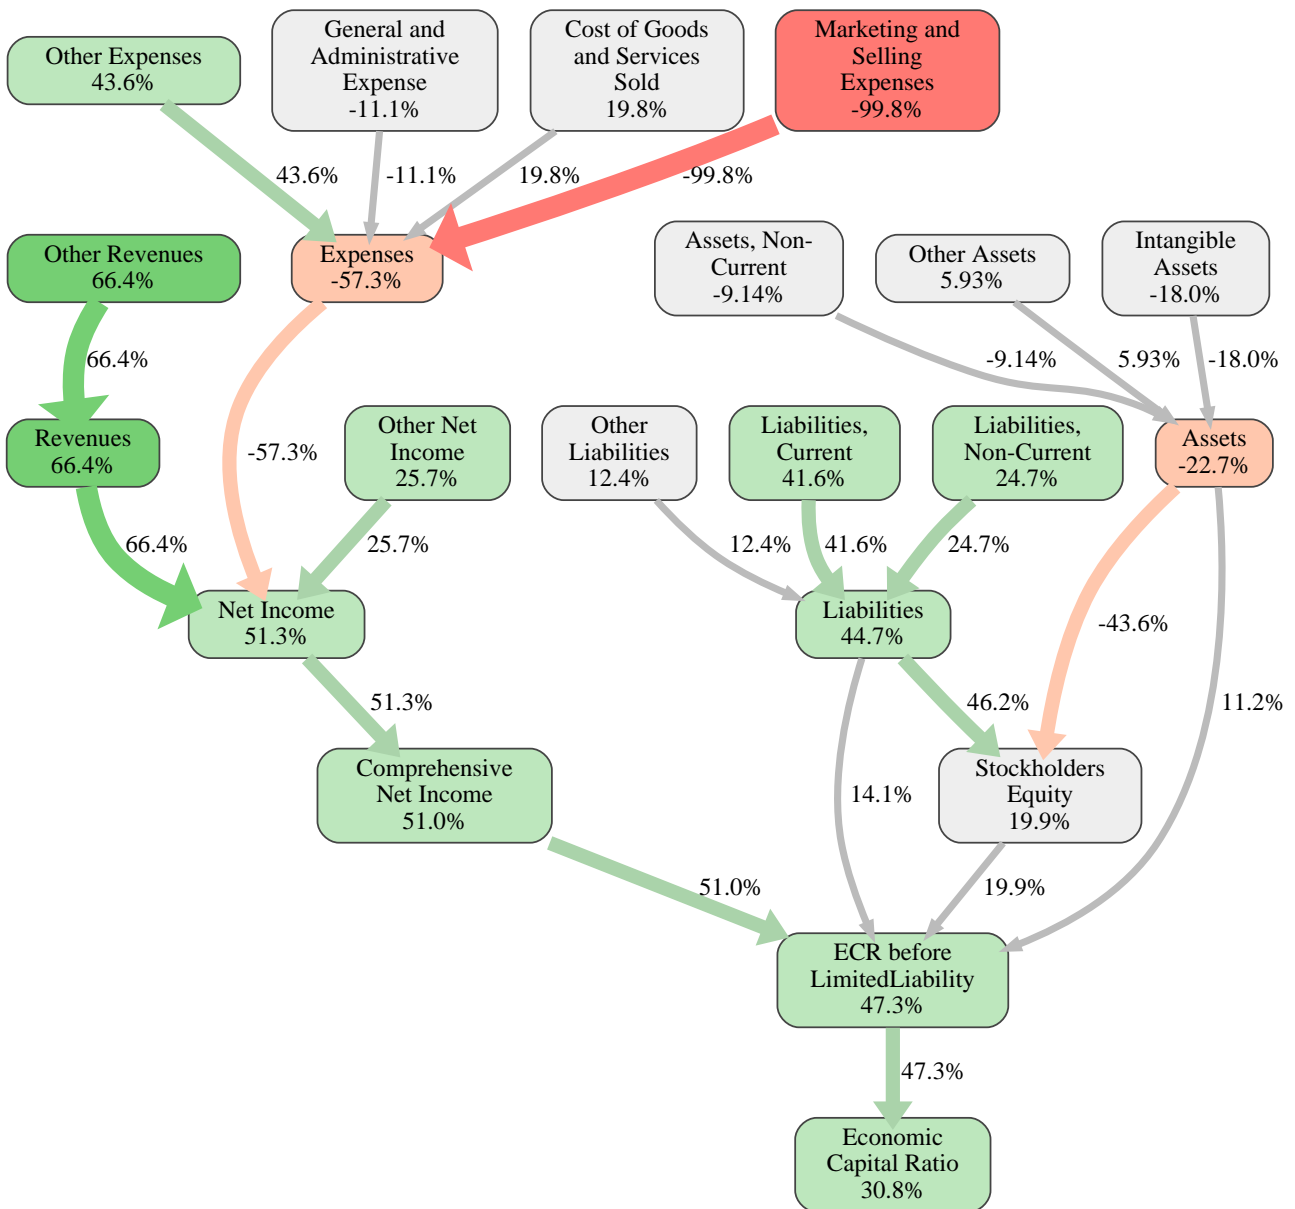 Other Expenses
43.6%
General and
Administrative
Expense
-11.1%
Cost of Goods
and Services
Sold
19.8%
Marketing and
Selling
Expenses
-99.8%
43.6%
-11.1%
19.8%
-99.8%
Other Revenues
66.4%
Expenses
-57.3%
Assets, Non-
Current
-9.14%
Other Assets
5.93%
Intangible
Assets
-18.0%
66.4%
-9.14%
5.93%
-18.0%
Revenues
66.4%
-57.3%
Other Net
Income
25.7%
Other
Liabilities
12.4%
Liabilities,
Current
41.6%
Liabilities,
Non-Current
24.7%
Assets
-22.7%
66.4%
25.7%
12.4%
41.6%
24.7%
Net Income
51.3%
Liabilities
44.7%
-43.6%
51.3%
46.2%
11.2%
Comprehensive
Net Income
51.0%
14.1%
Stockholders
Equity
19.9%
51.0%
19.9%
ECR before
LimitedLiability
47.3%
47.3%
Economic
Capital Ratio
30.8%